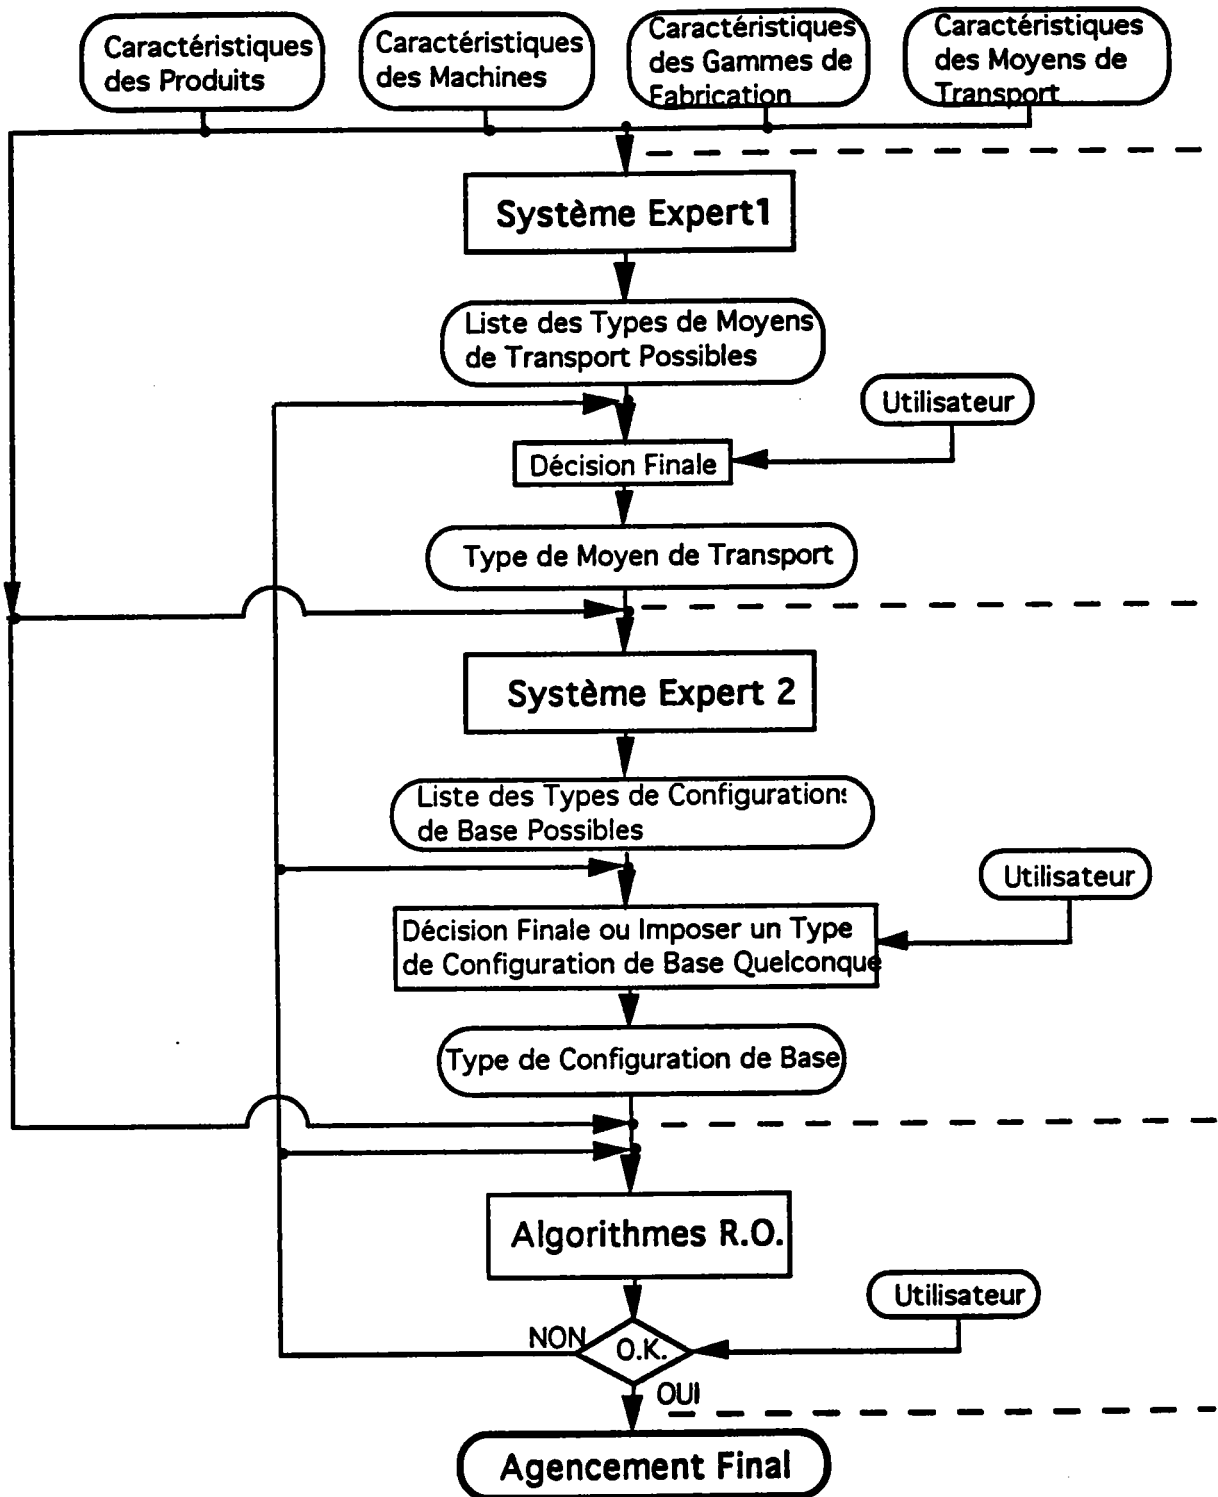 Caractéristiques
des Produits
Caractéristiques
des Machines
Caractéristiques
des Gammes de
Fabrication
Caractéristiques
des Moyens de
Transport
Système Expert1
Liste des Types de Moyens
de Transport Possibles
Utilisateur
Décision Finale
Type de Moyen de Transport
Système Expert 2
Liste des Types de Configurations
de Base Possibles
Utilisateur
Décision Finale ou Imposer un Type
de Configuration de Base Quelconque
Type de Configuration de Base
Algorithmes R.O.
Utilisateur
NON
O.K.
OUI
Agencement Final